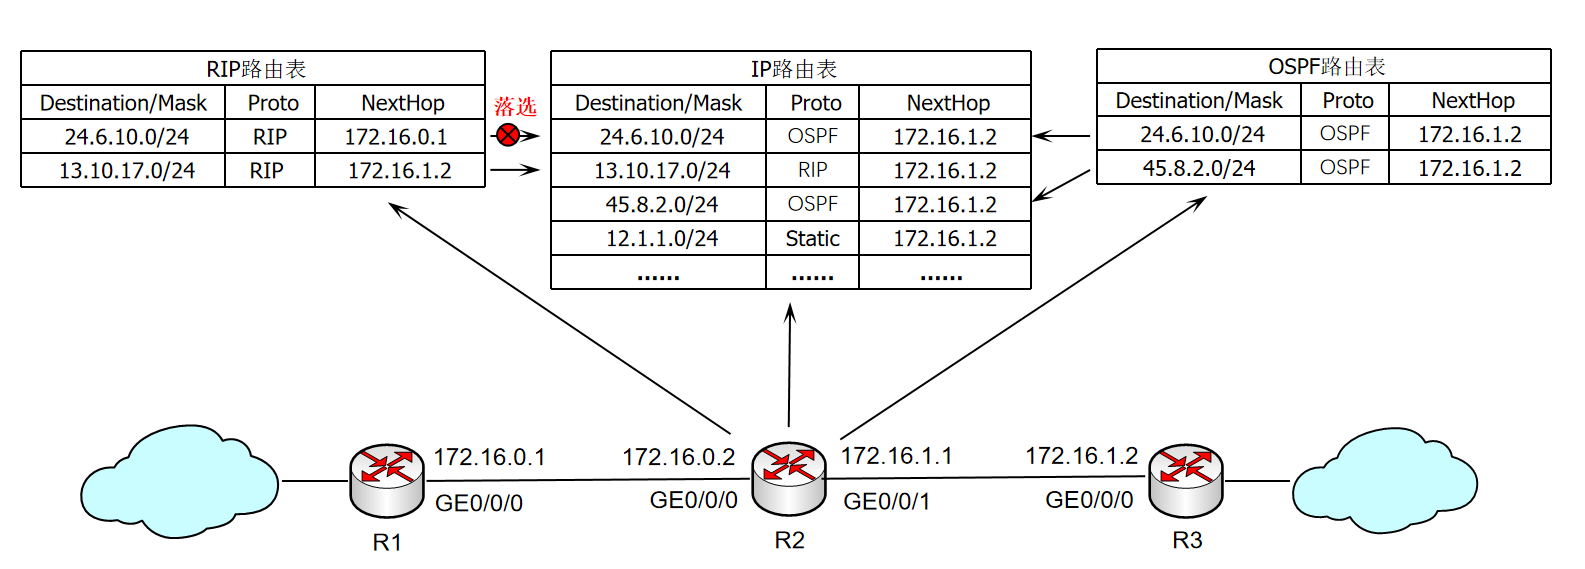 RIP路由表
Destination/Mask Proto NextHop
24.6.10.0/24 RIP 172.16.0.1
13.10.17.0/24 RIP 172.16.1.2
落选
IP路由表
Destination/Mask Proto NextHop
24.6.10.0/24 OSPF 172.16.1.2
13.10.17.0/24 RIP 172.16.1.2
45.8.2.0/24 OSPF 172.16.1.2
12.1.1.0/24 Static 172.16.1.2
...... ...... ......
OSPF路由表
Destination/Mask Proto NextHop
24.6.10.0/24 OSPF 172.16.1.2
45.8.2.0/24 OSPF 172.16.1.2
172.16.0.1 172.16.0.2 172.16.1.1 172.16.1.2
GE0/0/0 GE0/0/0 GE0/0/1 GE0/0/0
R1 R2 R3